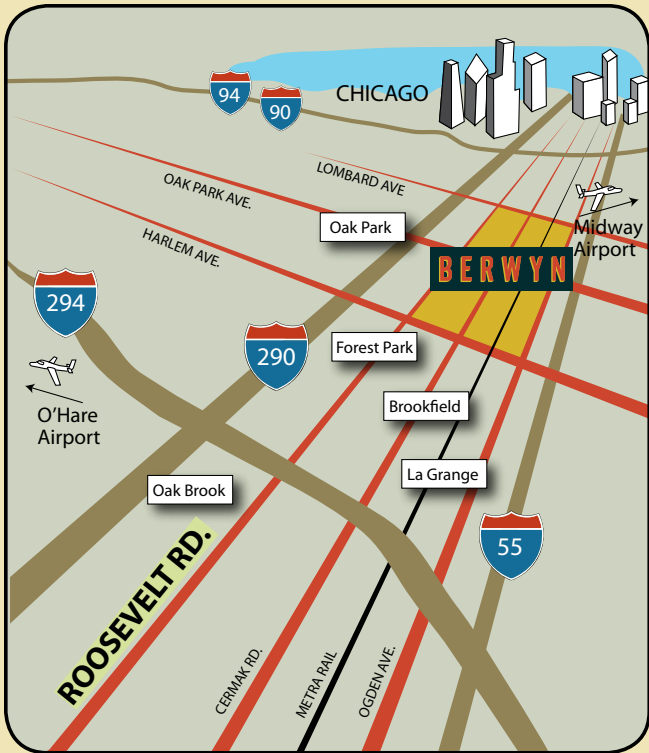 94
90
CHICAGO
LOMBARD AVE
OAK PARK AVE.
HARLEM AVE.
Oak Park
Midway
Airport
BERWYN
294
290
Forest Park
O'Hare
Airport
Brookfield
La Grange
Oak Brook
55
ROOSEVELT RD.
CERMAK RD.
METRA RAIL
OGDEN AVE.